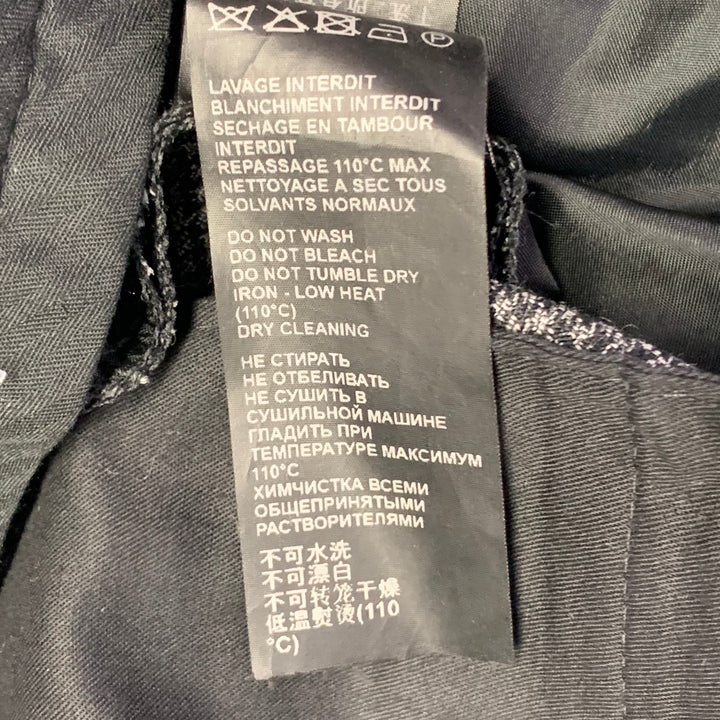 P
LAVAGE INTERDIT
BLANCHIMENT INTERDIT
SECHAGE EN TAMBOUR
INTERDIT
REPASSAGE 110°C MAX
NETTOYAGE A SEC TOUS
SOLVANTS NORMAUX
DO NOT WASH
DO NOT BLEACH
DO NOT TUMBLE DRY
IRON - LOW HEAT
(110°C)
DRY CLEANING
НЕ СТИРАТЬ
НЕ ОТБЕЛИВАТЬ
НЕ СУШИТЬ В
СУШИЛЬНОЙ МАШИНЕ
ГЛАДИТЬ ПРИ
ТЕМПЕРАТУРЕ МАКСИМУМ
110°C
ХИМЧИСТКА ВСЕМИ
ОБЩЕПРИНЯТЫМИ
РАСТВОРИТЕЛЯМИ
不可水洗
不可漂白
不可转笼干燥
低温熨烫(110
°C)